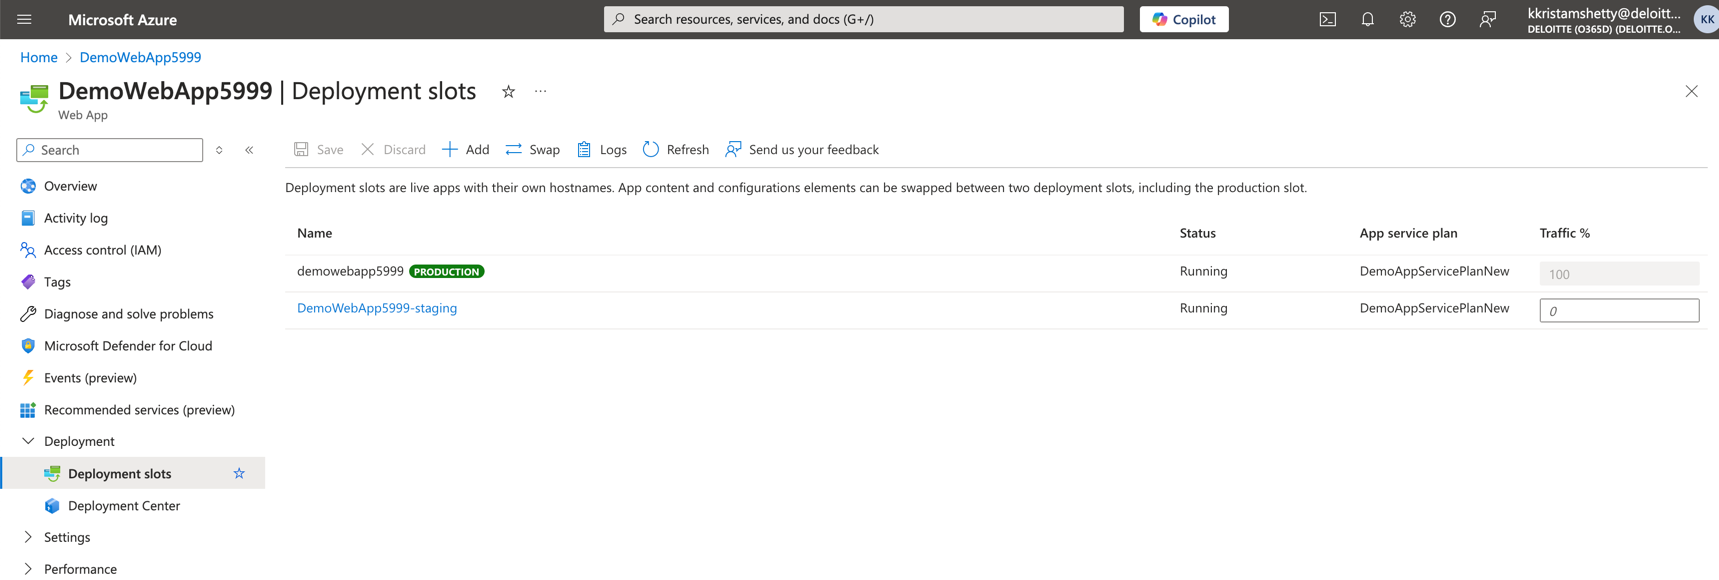 Microsoft Azure
Search resources, services, and docs (G+/)
Copilot
kkristamshetty@deloitt...
DELOITTE (O365D) (DELOITTE.O...
KK
Home > DemoWebApp5999
DemoWebApp5999 | Deployment slots
Web App
Search
Save Discard Add Swap Logs Refresh Send us your feedback
Overview
Activity log
Access control (IAM)
Tags
Diagnose and solve problems
Microsoft Defender for Cloud
Events (preview)
Recommended services (preview)
Deployment
Deployment slots
Deployment Center
Settings
Performance
Deployment slots are live apps with their own hostnames. App content and configurations elements can be swapped between two deployment slots, including the production slot.
Name Status App service plan Traffic %
demowebapp5999 PRODUCTION Running DemoAppServicePlanNew 100
DemoWebApp5999-staging Running DemoAppServicePlanNew 0